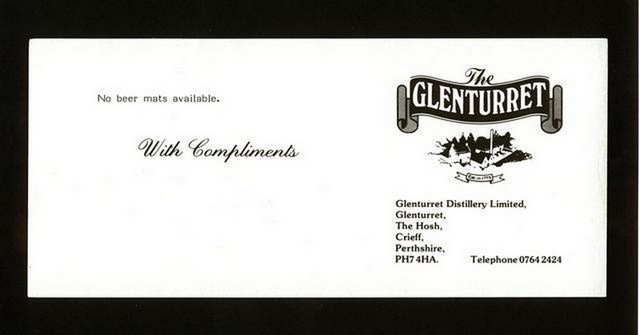 No beer mats available.
With Compliments
The
GLENTURRET
Glenturret Distillery Limited,
Glenturret,
The Hosh,
Crieff,
Perthshire,
PH7 4HA. Telephone 0764 2424